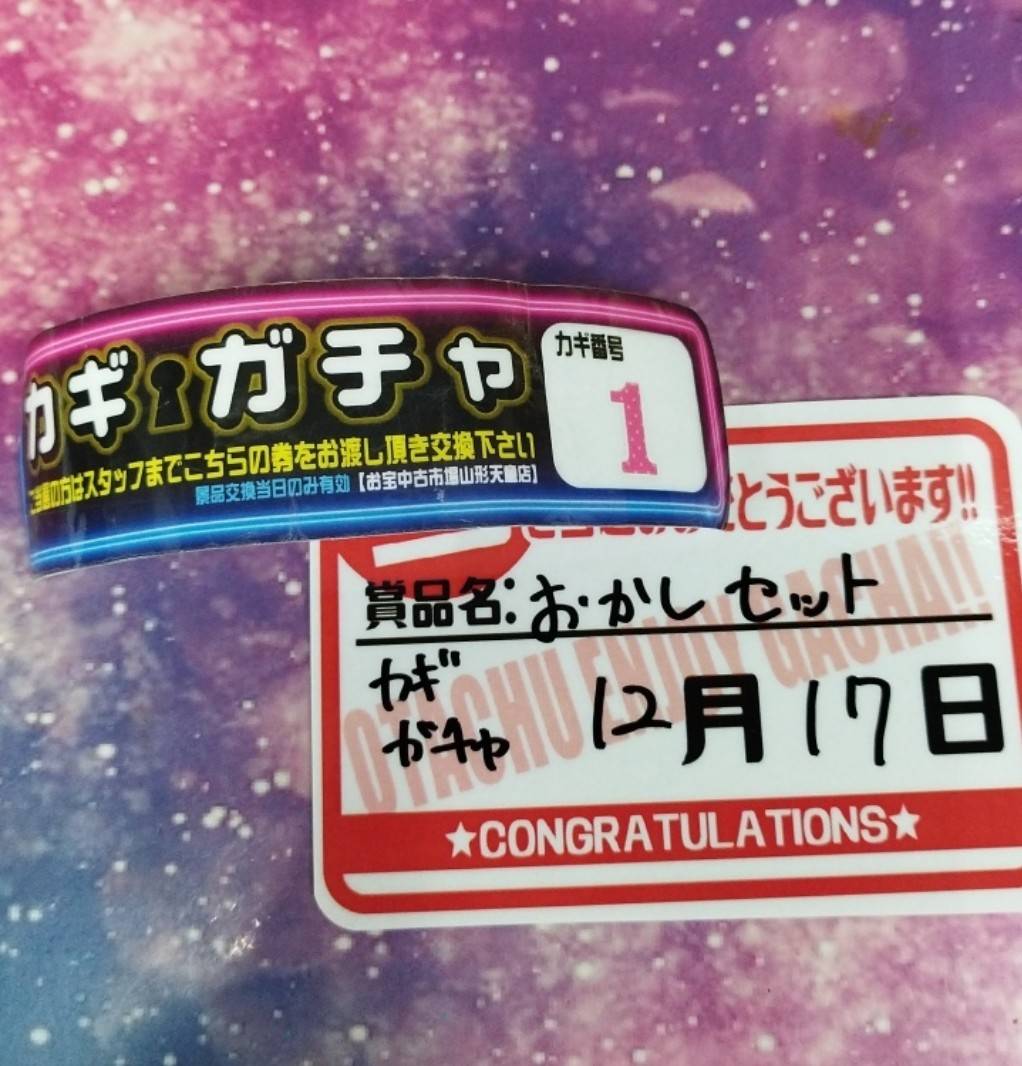 カギガチャ
カギ番号
1
ご当選の方はスタッフまでこちらの券をお渡し頂き交換下さい
景品交換当日のみ有効【お宝中古市場山形天童店】
とうございます!!
賞品名:おかしセット
カギ
ガチャ
12月17日
OTACHU ENJOY GACHA!!
★CONGRATULATIONS★